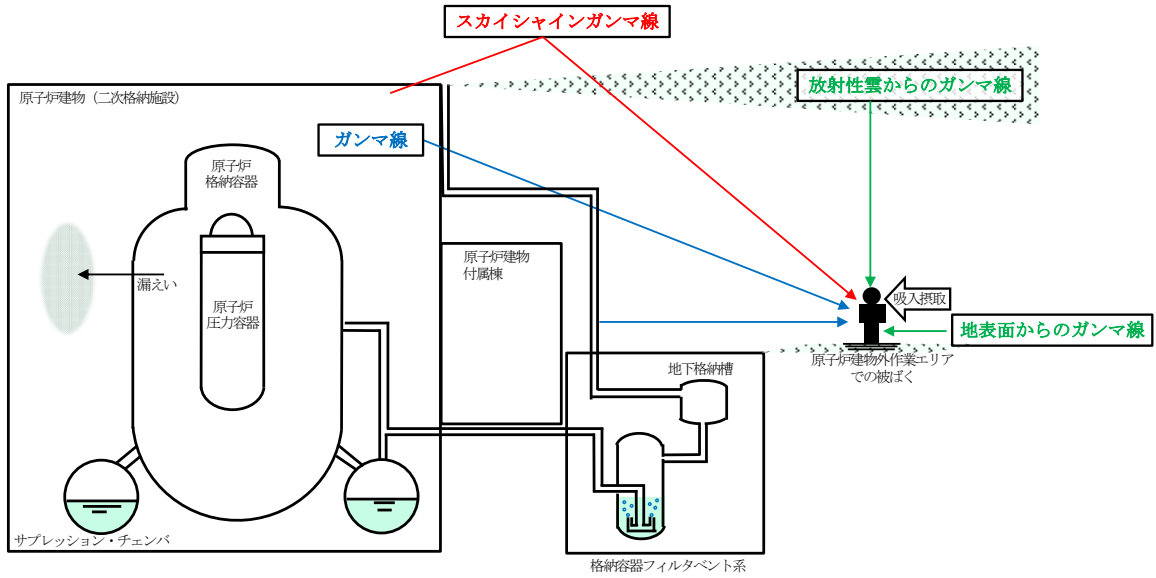 スカイシャインガンマ線
原子炉建物（二次格納施設）
放射性雲からのガンマ線
ガンマ線
原子炉
格納容器
原子炉建物
付属棟
漏えい
原子炉
圧力容器
吸入摂取
地表面からのガンマ線
原子炉建物外作業エリア
での被ばく
地下格納槽
サプレッション・チェンバ
格納容器フィルタベント系